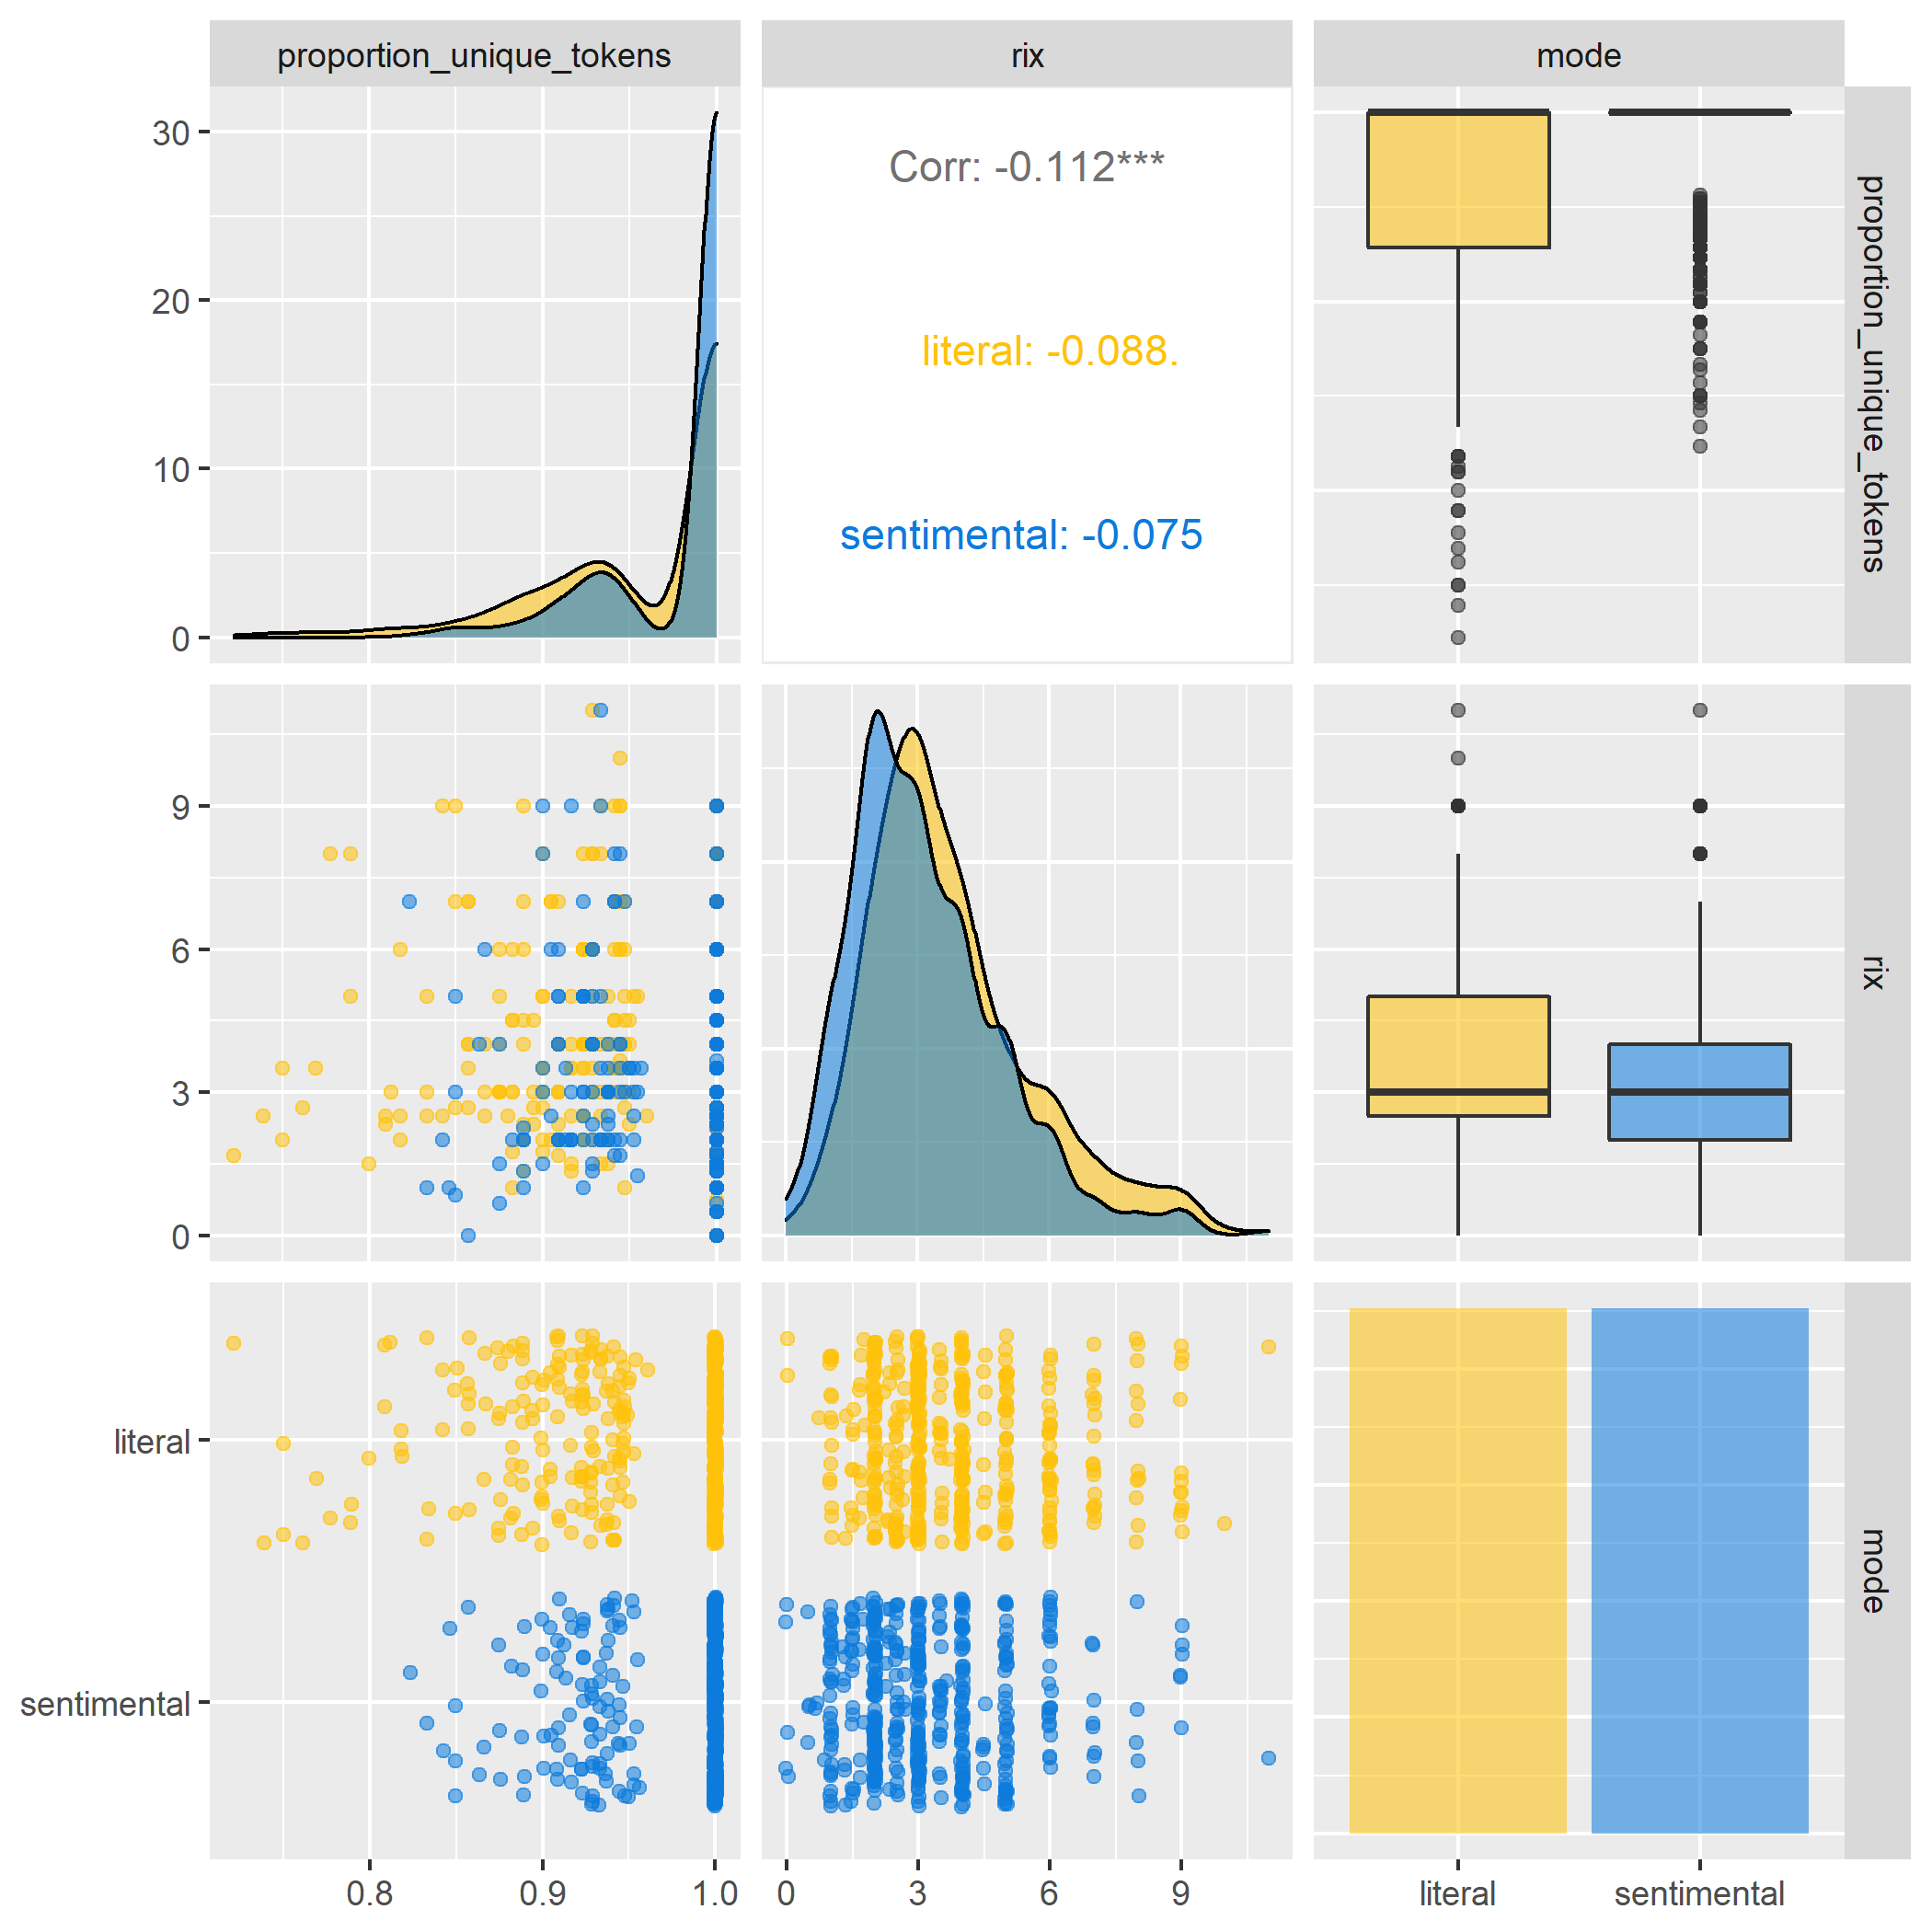 proportion_unique_tokens rix mode
30
20
10
0
Corr: -0.112***
literal: -0.088.
sentimental: -0.075
proportion_unique_tokens
9
6
3
0
rix
literal
sentimental
mode
0.8 0.9 1.0 0 3 6 9 literal sentimental